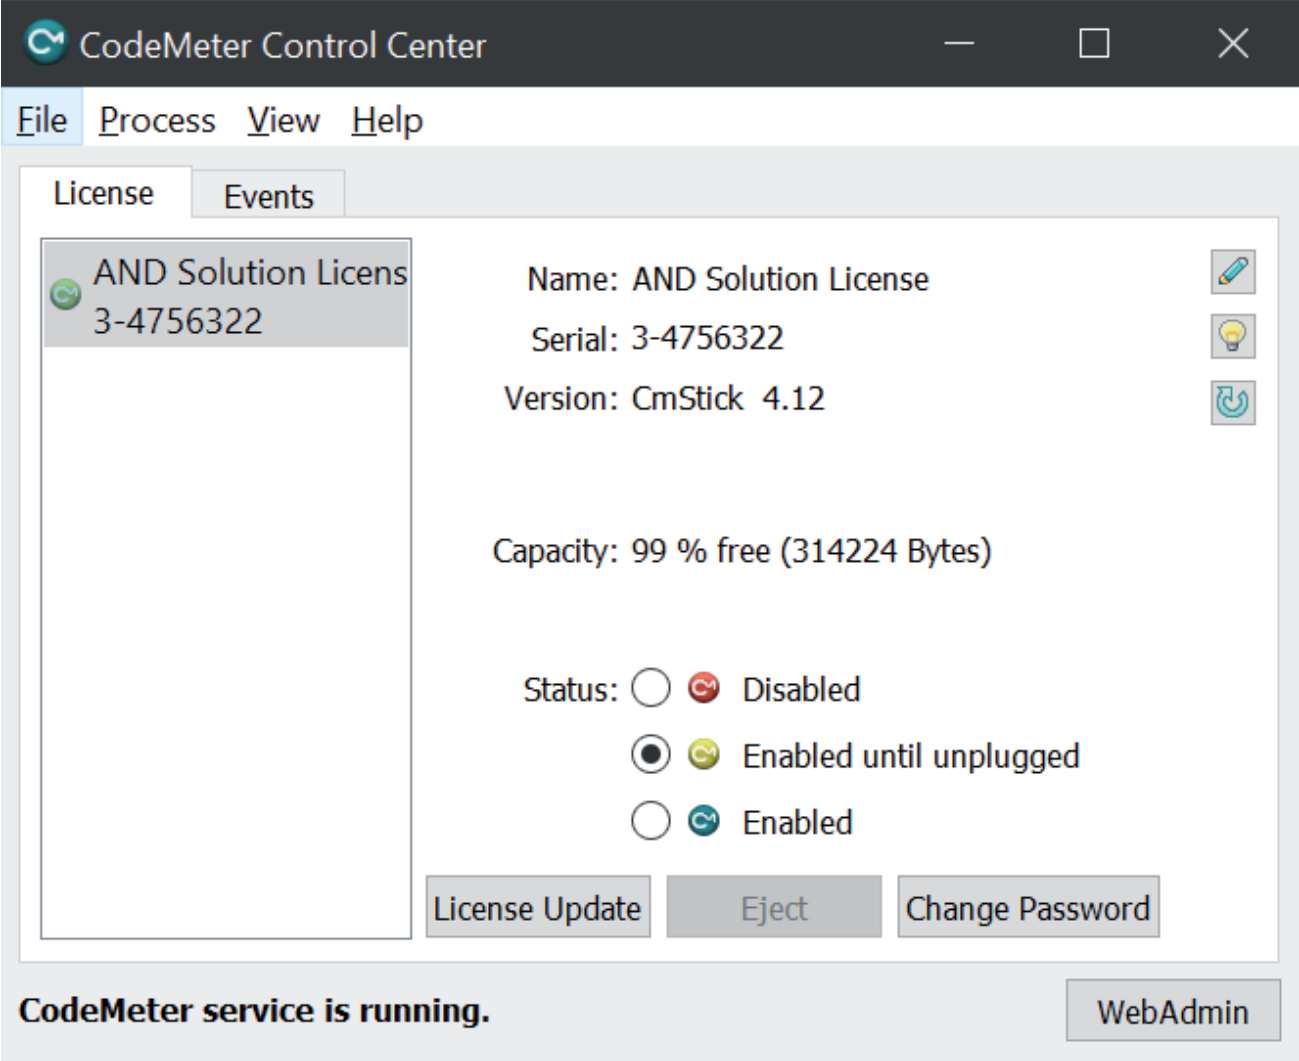 CodeMeter Control Center
File Process View Help
License Events
AND Solution Licens
3-4756322
Name: AND Solution License
Serial: 3-4756322
Version: CmStick 4.12
Capacity: 99 % free (314224 Bytes)
Status: Disabled
Enabled until unplugged
Enabled
License Update Eject Change Password
CodeMeter service is running.
WebAdmin